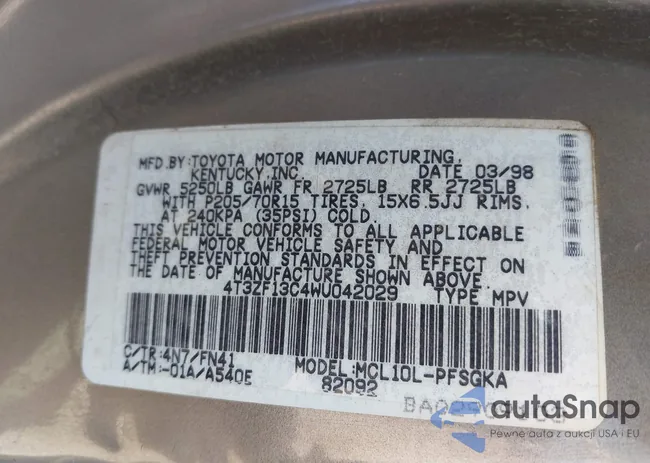 MFD.BY:TOYOTA MOTOR MANUFACTURING,
KENTUCKY,INC. DATE 03/98
GVWR 5250LB GAWR FR 2725LB RR 2725LB
WITH P205/70R15 TIRES, 15X6.5JJ RIMS,
AT 240KPA (35PSI) COLD.
THIS VEHICLE CONFORMS TO ALL APPLICABLE
FEDERAL MOTOR VEHICLE SAFETY AND
THEFT PREVENTION STANDARDS IN EFFECT ON
THE DATE OF MANUFACTURE SHOWN ABOVE.
4T3ZF13C4WU042029 TYPE MPV
C/TR:4N7/FN41 MODEL:MCL10L-PFSGKA
A/TM:-01A/A540E 82092
autoSnap
Pewne auta z aukcji USA i EU